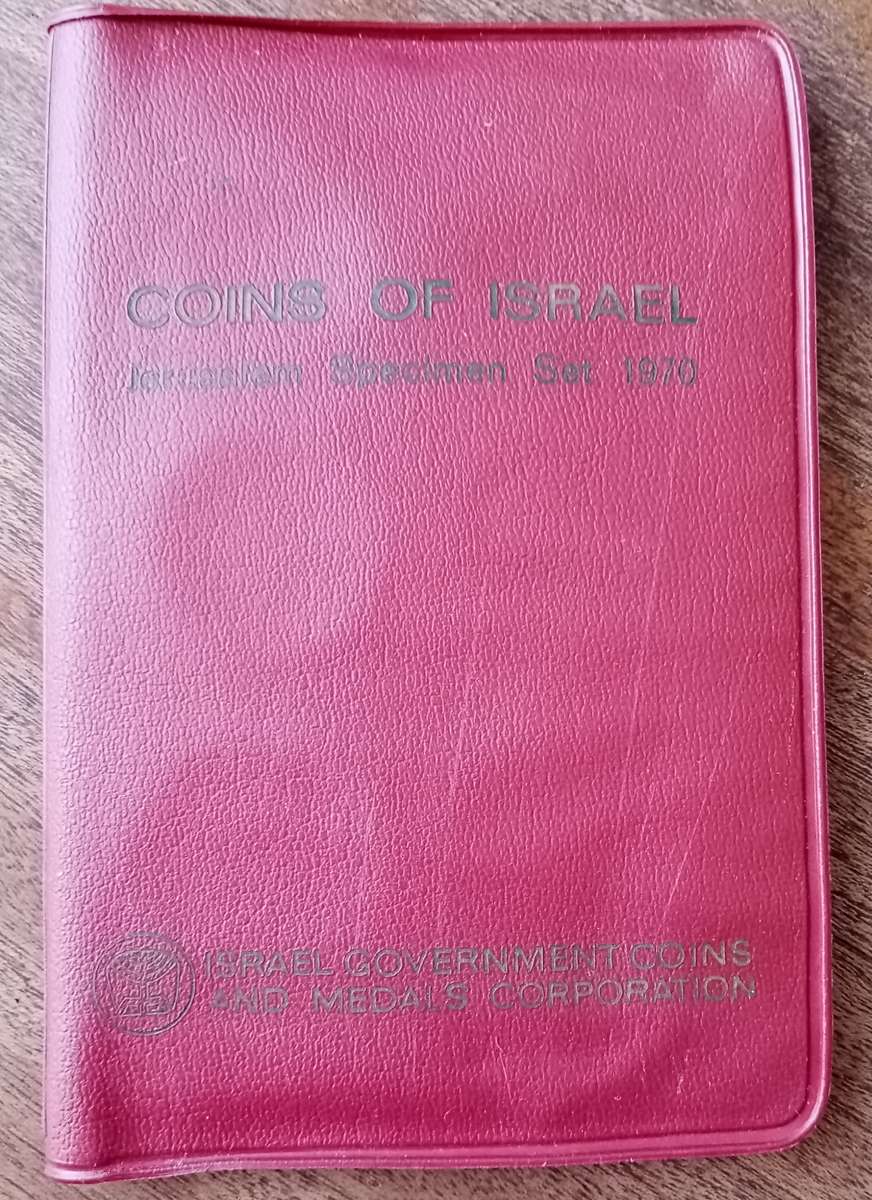 COINS OF ISRAEL
Jerusalem Specimen Set 1970
ISRAEL GOVERNMENT COINS
AND MEDALS CORPORATION